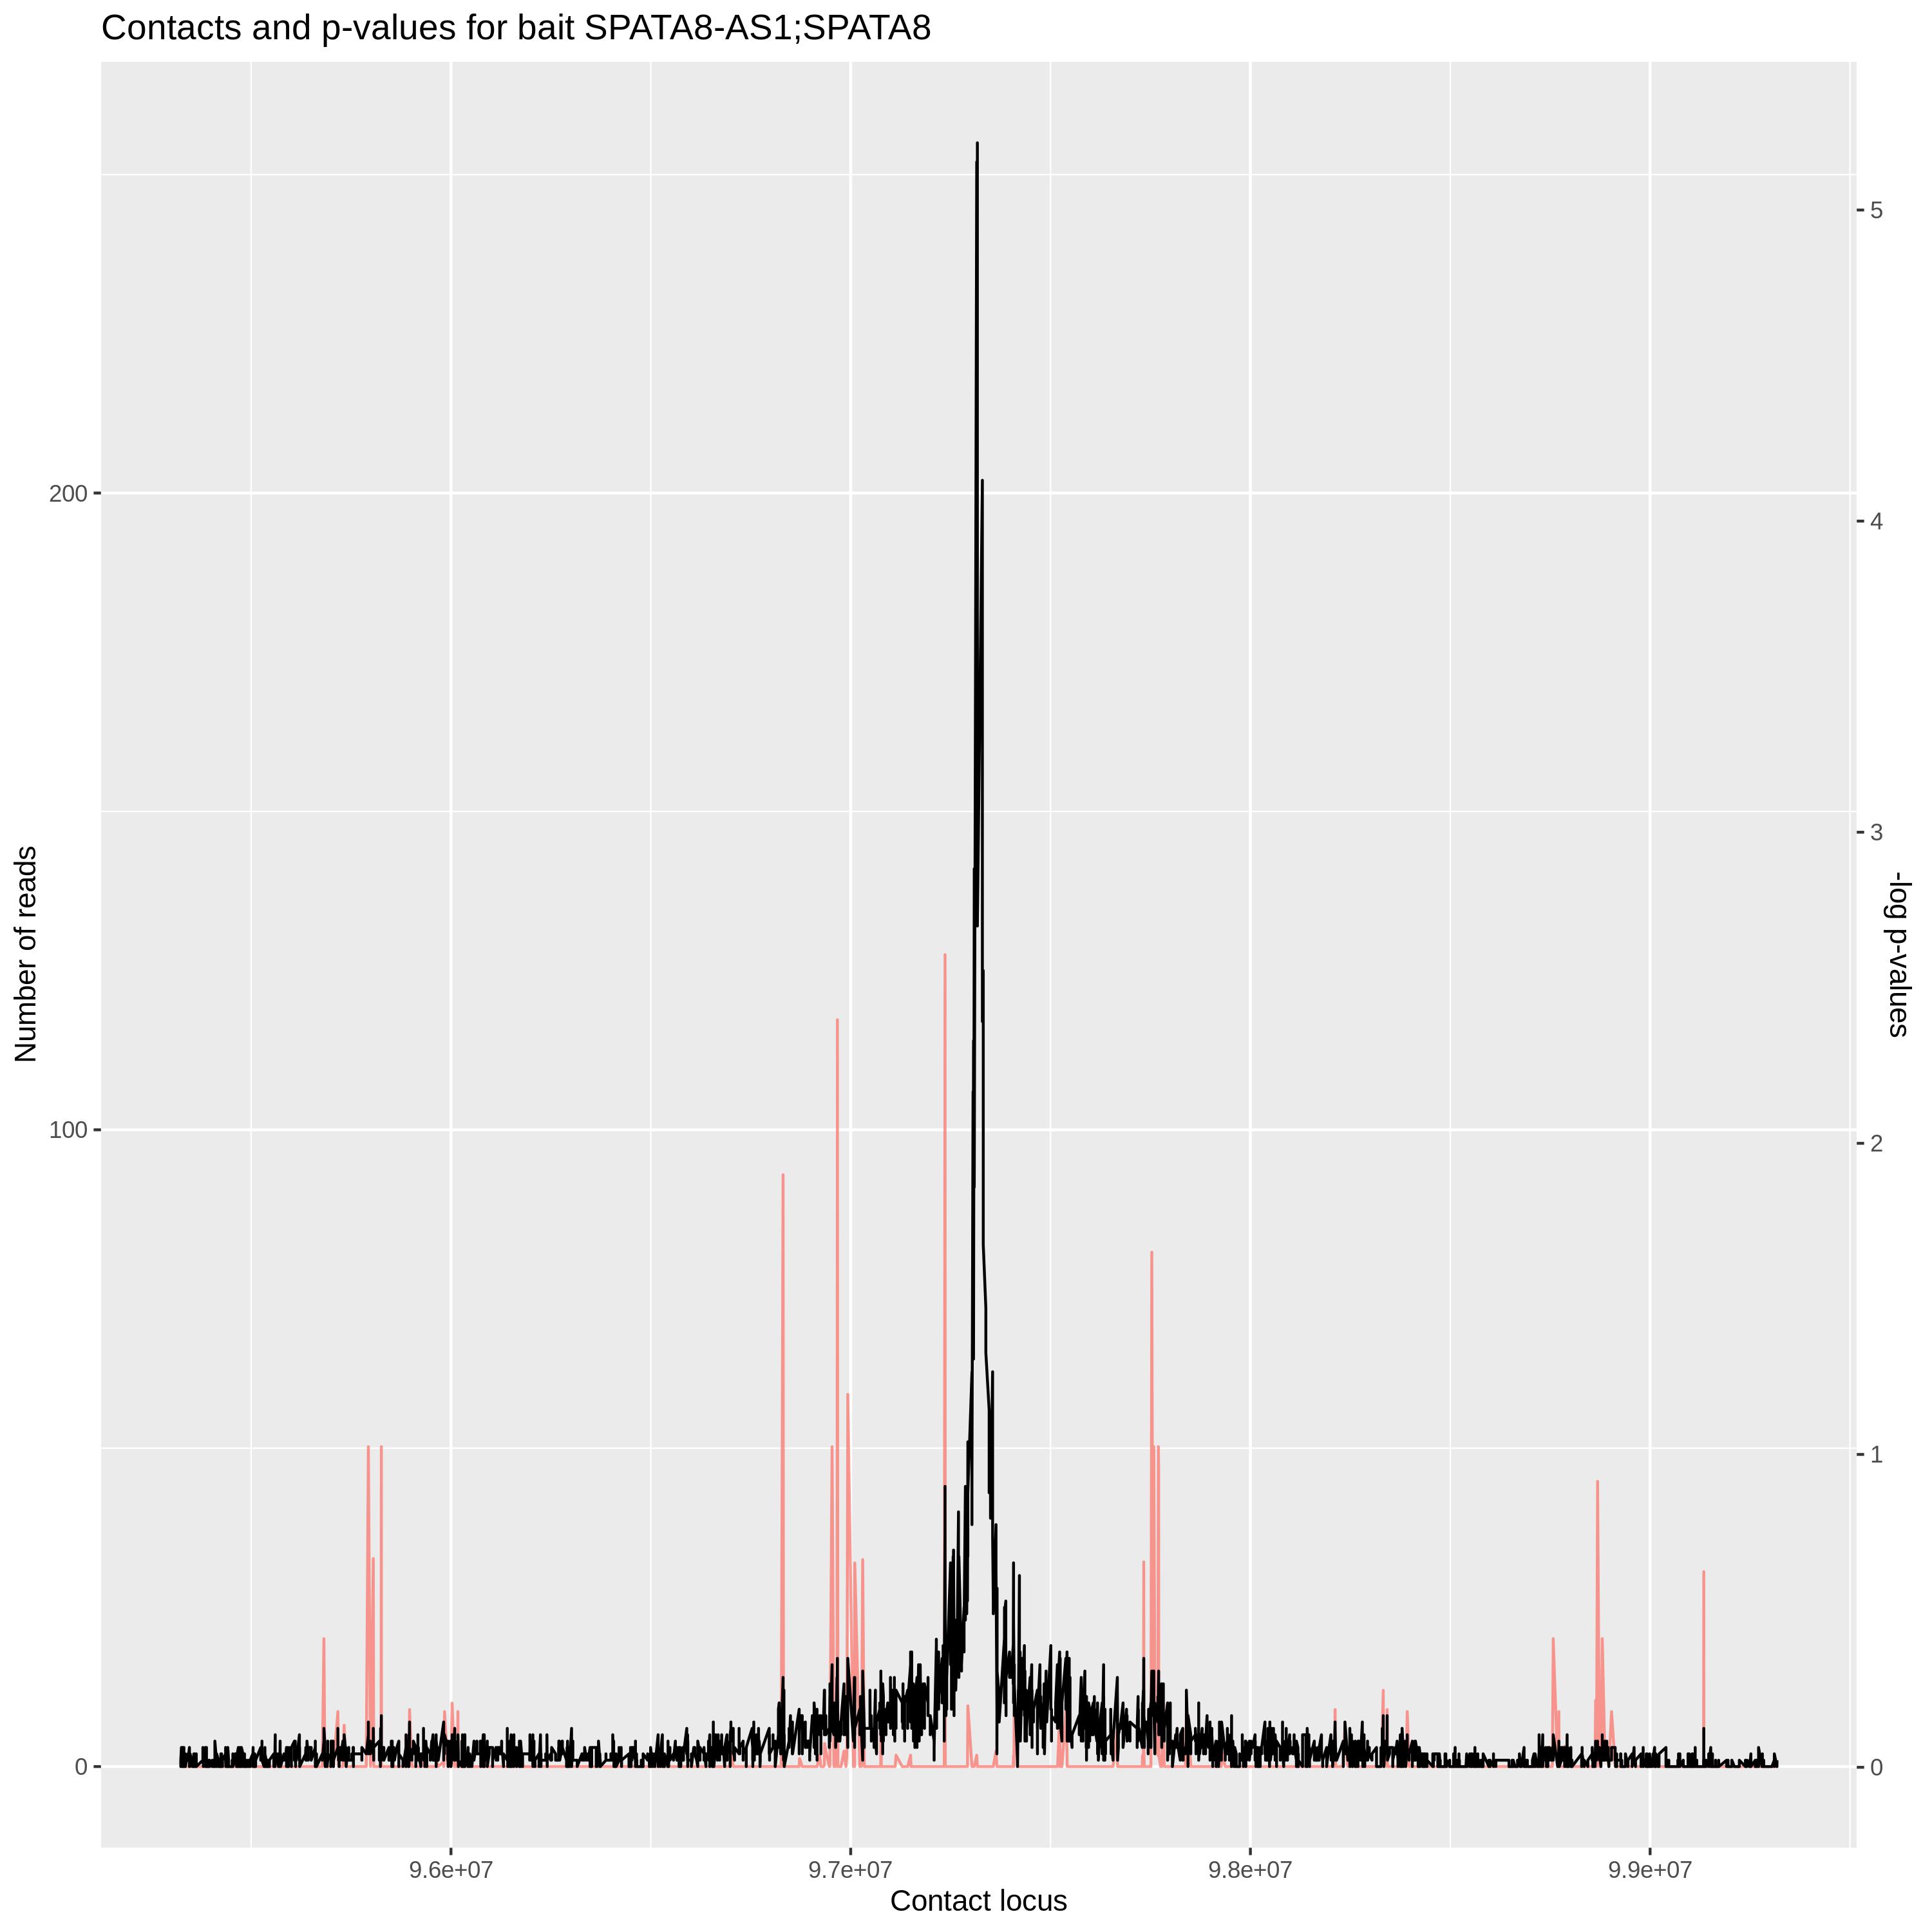 Contacts and p-values for bait SPATA8-AS1;SPATA8
Number of reads
200
100
0
5
4
3
2
1
0
-log p-values
9.6e+07
9.7e+07
9.8e+07
9.9e+07
Contact locus